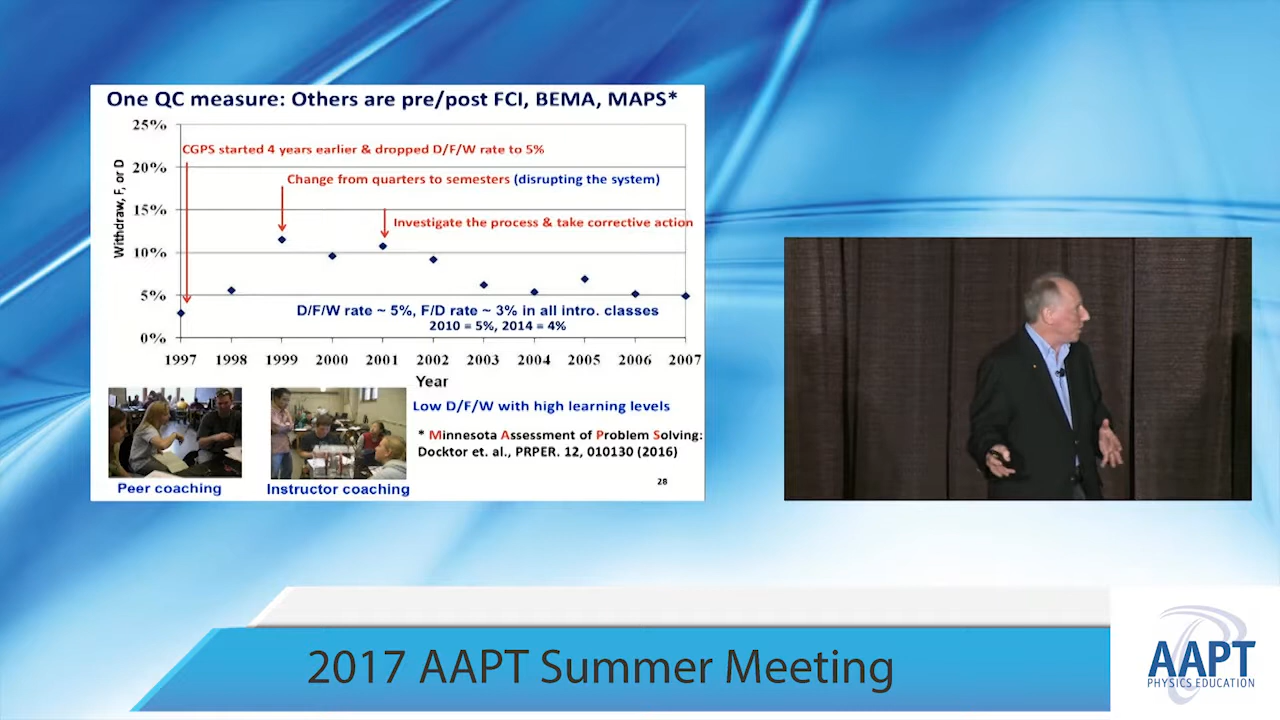 One QC measure: Others are pre/post FCI, BEMA, MAPS*
25%
CGPS started 4 years earlier & dropped D/F/W rate to 5%
20%
Change from quarters to semesters (disrupting the system)
15%
Investigate the process & take corrective action
10%
5%
0%
Withdraw, F, or D
D/F/W rate ~ 5%, F/D rate ~ 3% in all intro. classes
2010 = 5%, 2014 = 4%
1997 1998 1999 2000 2001 2002 2003 2004 2005 2006 2007
Year
Low D/F/W with high learning levels
* Minnesota Assessment of Problem Solving:
Docktor et. al., PRPER. 12, 010130 (2016)
Peer coaching
Instructor coaching
28
2017 AAPT Summer Meeting
AAPT
PHYSICS EDUCATION